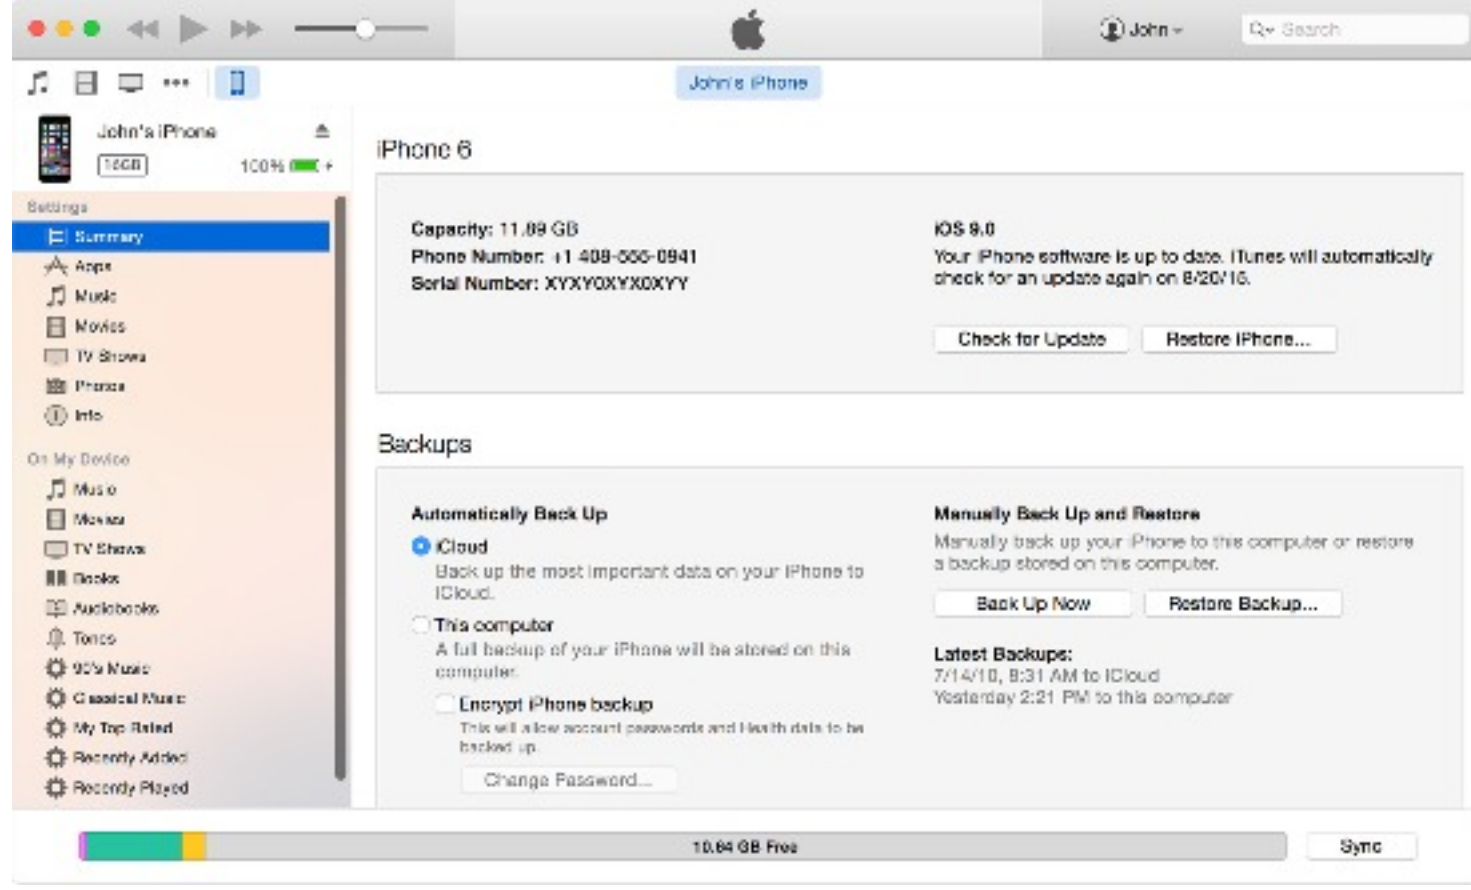 John
Search
John's iPhone
John's iPhone
16GB
100%
Settings
Summary
Apps
Music
Movies
TV Shows
Photos
Info
On My Device
Music
Movies
TV Shows
Books
Audiobooks
Tones
90's Music
Classical Music
My Top Rated
Recently Added
Recently Played
iPhone 6
Capacity: 11.89 GB
Phone Number: +1 408-555-0941
Serial Number: XYXY0XYX0XYY
iOS 9.0
Your iPhone software is up to date. iTunes will automatically
check for an update again on 8/20/15.
Check for Update
Restore iPhone...
Backups
Automatically Back Up
iCloud
Back up the most important data on your iPhone to
iCloud.
This computer
A full backup of your iPhone will be stored on this
computer.
Encrypt iPhone backup
This will allow account passwords and Health data to be
backed up.
Change Password...
Manually Back Up and Restore
Manually back up your iPhone to this computer or restore
a backup stored on this computer.
Back Up Now
Restore Backup...
Latest Backups:
AM to iCloud
Yesterday 2:21 PM to this computer
10.64 GB Free
Sync